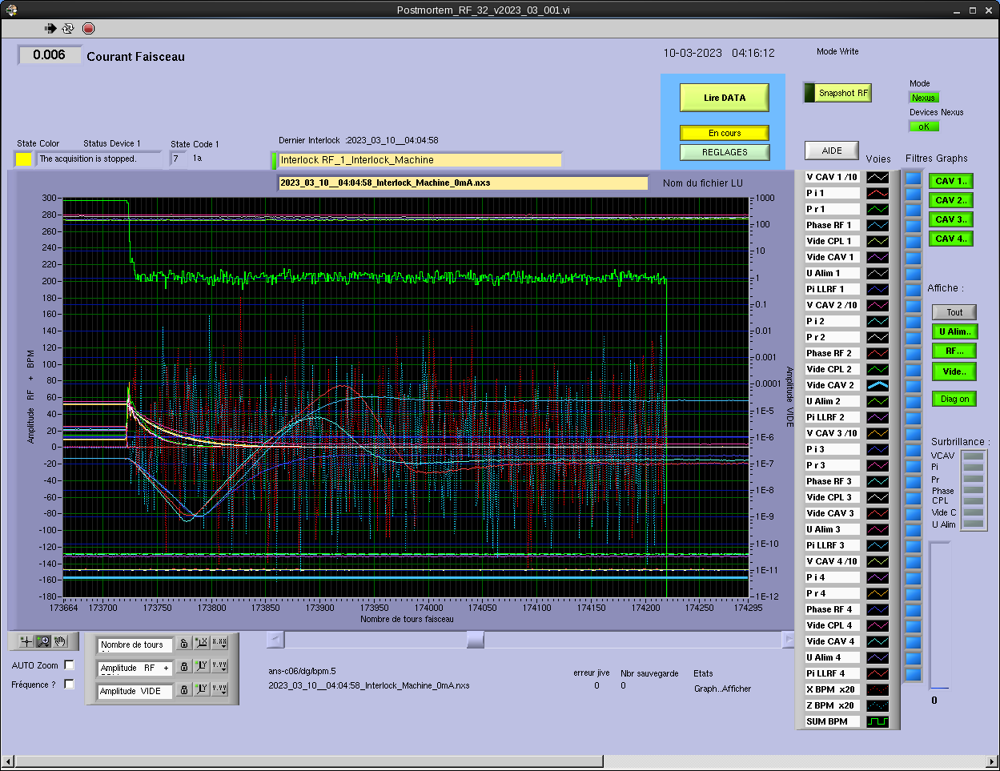 Postmortem_RF_32_v2023_03_001.vi
0.006 Courant Faisceau
10-03-2023 04:16:12
Mode Write
Lire DATA
En cours
REGLAGES
Snapshot RF
Mode
Nexus
Devices Nexus
oK
State Color Status Device 1 State Code 1
The acquisition is stopped. 7 1a
Dernier Interlock :2023_03_10__04:04:58
Interlock RF_1_Interlock_Machine
AIDE
Voies
Filtres Graphs
2023_03_10__04:04:58_Interlock_Machine_0mA.nxs
Nom du fichier LU
Amplitude RF + BPM
300
280
260
240
220
200
180
160
140
120
100
80
60
40
20
0
-20
-40
-60
-80
-100
-120
-140
-160
-180
1000
100
10
1
0.1
0.01
0.001
0.0001
1E-5
1E-6
1E-7
1E-8
1E-9
1E-10
1E-11
1E-12
Amplitude VIDE
173664 173700 173750 173800 173850 173900 173950 174000 174050 174100 174150 174200 174250 174295
Nombre de tours faisceau
V CAV 1 /10
P i 1
P r 1
Phase RF 1
Vide CPL 1
Vide CAV 1
U Alim 1
Pi LLRF 1
V CAV 2 /10
P i 2
P r 2
Phase RF 2
Vide CPL 2
Vide CAV 2
U Alim 2
Pi LLRF 2
V CAV 3 /10
P i 3
P r 3
Phase RF 3
Vide CPL 3
Vide CAV 3
U Alim 3
Pi LLRF 3
V CAV 4 /10
P i 4
P r 4
Phase RF 4
Vide CPL 4
Vide CAV 4
U Alim 4
Pi LLRF 4
X BPM x20
Z BPM x20
SUM BPM
CAV 1..
CAV 2..
CAV 3..
CAV 4..
Affiche :
Tout
U Alim..
RF...
Vide..
Diag on
Surbrillance :
VCAV
Pi
Pr
Phase
CPL
Vide C
U Alim
0
AUTO Zoom
Fréquence ?
Nombre de tours
Amplitude RF +
Amplitude VIDE
ans-c06/dg/bpm.5
2023_03_10__04:04:58_Interlock_Machine_0mA.nxs
erreur jive Nbr sauvegarde Etats
0 0 Graph..Afficher